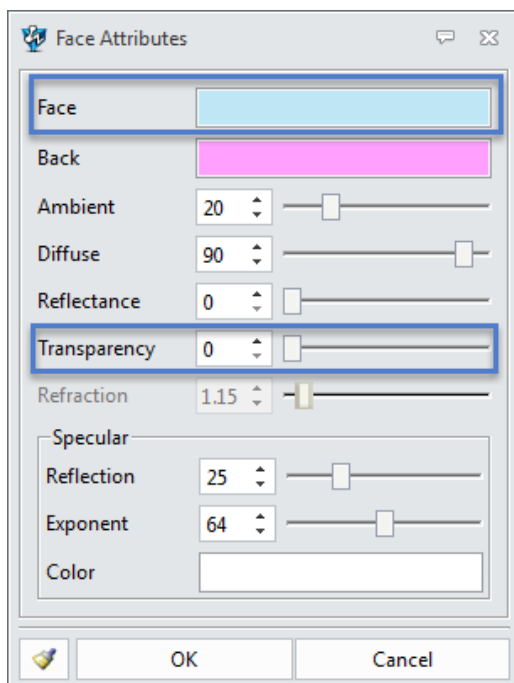 Face Attributes
Face
Back
Ambient 20
Diffuse 90
Reflectance 0
Transparency 0
Refraction 1.15
Specular
Reflection 25
Exponent 64
Color
OK Cancel